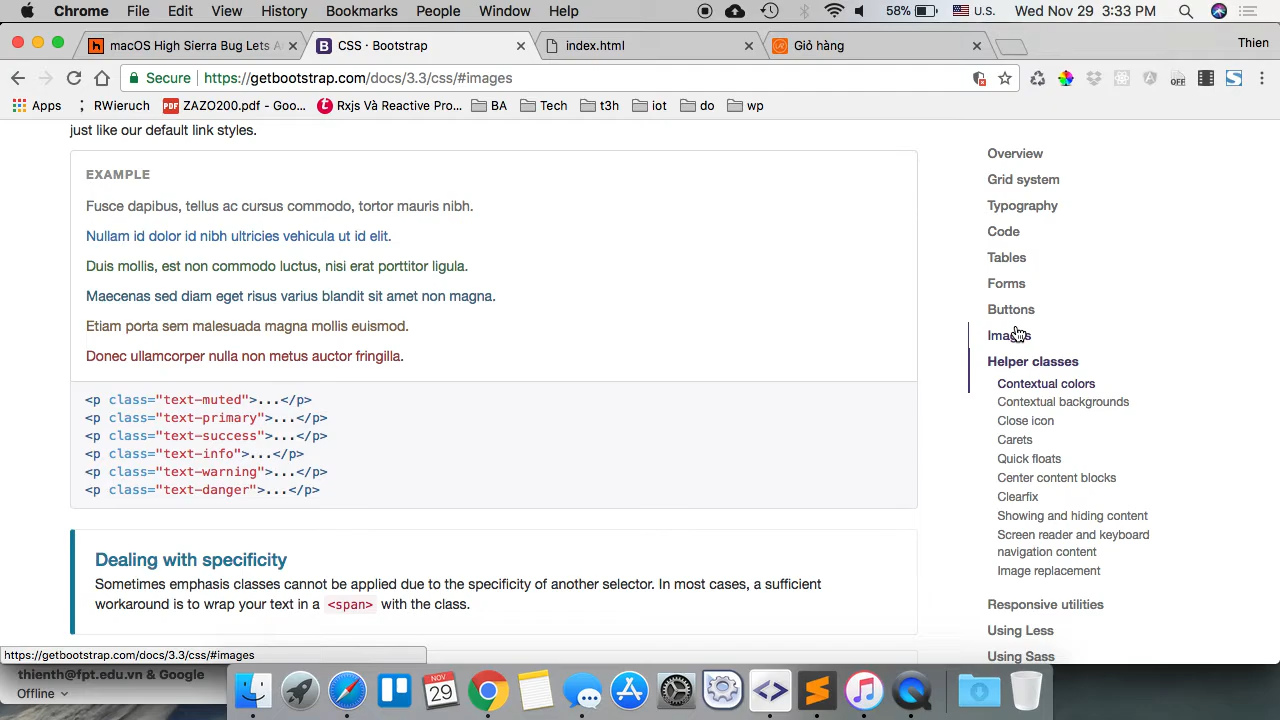 Chrome File Edit View History Bookmarks People Window Help 58% U.S. Wed Nov 29 3:33 PM
macOS High Sierra Bug Lets A CSS · Bootstrap index.html Giỏ hàng Thien
Secure https://getbootstrap.com/docs/3.3/css/#images OFF
Apps RWieruch ZAZO200.pdf - Goo... Rxjs Và Reactive Pro... BA Tech t3h iot do wp
just like our default link styles.
EXAMPLE
Fusce dapibus, tellus ac cursus commodo, tortor mauris nibh.
Nullam id dolor id nibh ultricies vehicula ut id elit.
Duis mollis, est non commodo luctus, nisi erat porttitor ligula.
Maecenas sed diam eget risus varius blandit sit amet non magna.
Etiam porta sem malesuada magna mollis euismod.
Donec ullamcorper nulla non metus auctor fringilla.
<p class="text-muted">...</p>
<p class="text-primary">...</p>
<p class="text-success">...</p>
<p class="text-info">...</p>
<p class="text-warning">...</p>
<p class="text-danger">...</p>
Dealing with specificity
Sometimes emphasis classes cannot be applied due to the specificity of another selector. In most cases, a sufficient
workaround is to wrap your text in a <span> with the class.
Overview
Grid system
Typography
Code
Tables
Forms
Buttons
Images
Helper classes
Contextual colors
Contextual backgrounds
Close icon
Carets
Quick floats
Center content blocks
Clearfix
Showing and hiding content
Screen reader and keyboard
navigation content
Image replacement
Responsive utilities
Using Less
Using Sass
https://getbootstrap.com/docs/3.3/css/#images
thienth@fpt.edu.vn & Google
Offline
NOV
29